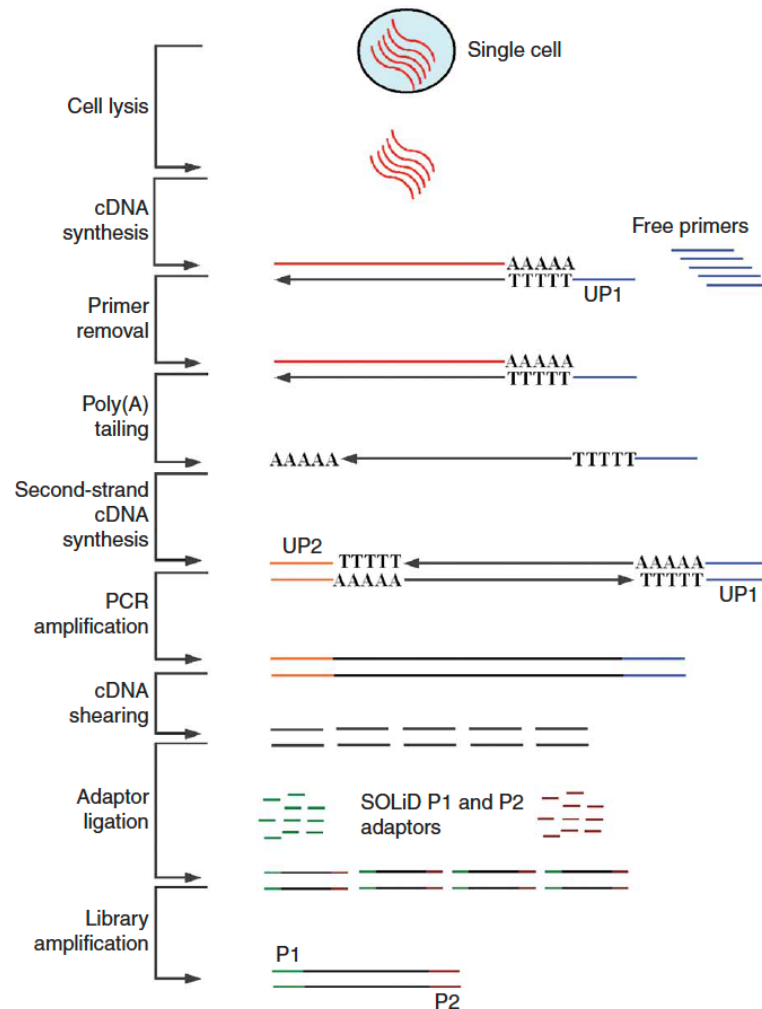 Single cell
Cell lysis
cDNA
synthesis
Free primers
AAAAA
TTTTT
UP1
Primer
removal
AAAAA
TTTTT
Poly(A)
tailing
AAAAA
TTTTT
Second-strand
cDNA
synthesis
UP2
TTTTT
AAAAA
AAAAA
TTTTT
UP1
PCR
amplification
cDNA
shearing
Adaptor
ligation
SOLiD P1 and P2
adaptors
Library
amplification
P1
P2